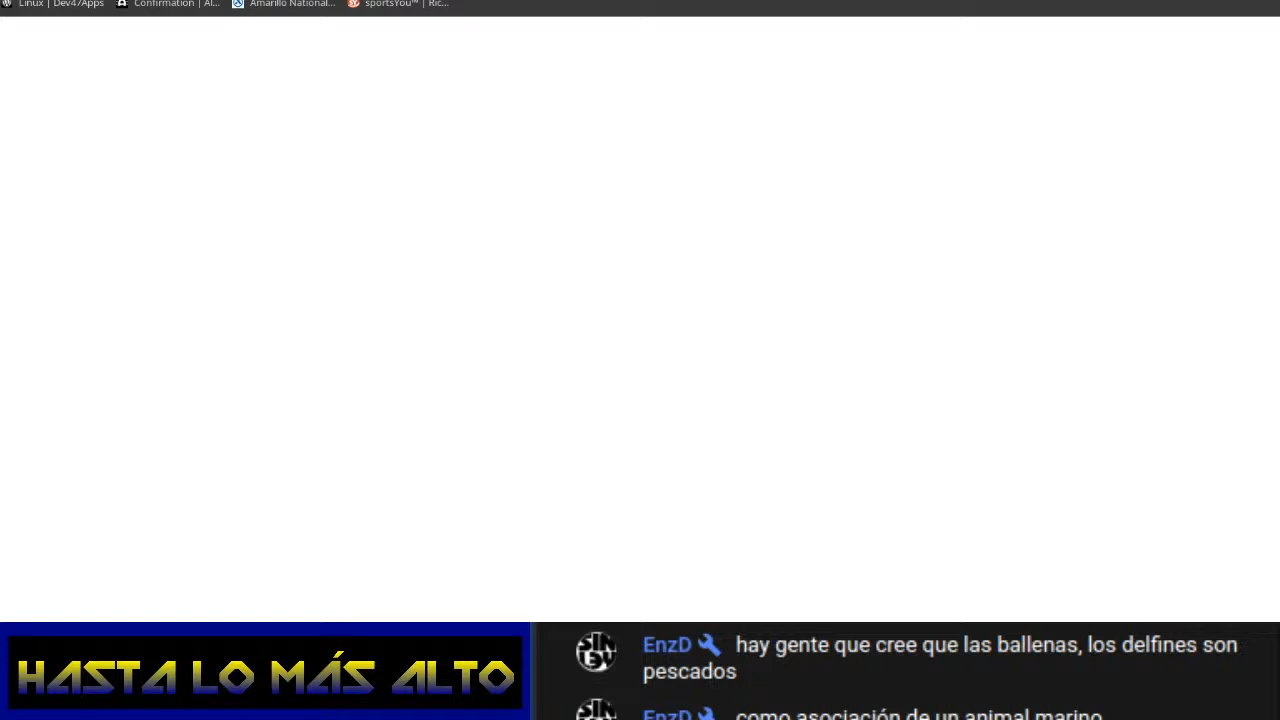 Linux | Dev47Apps
Confirmation | Al...
Amarillo National...
sportsYou™ | Ric...
HASTA LO MÁS ALTO
EnzD hay gente que cree que las ballenas, los delfines son
pescados
EnzD como asociación de un animal marino